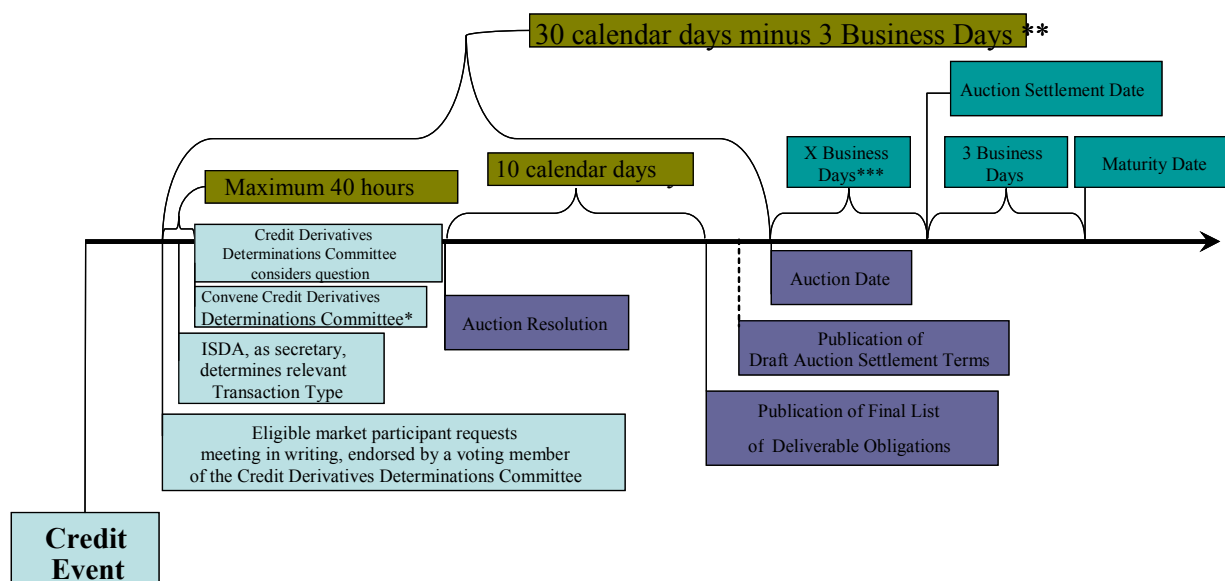 30 calendar days minus 3 Business Days **
Auction Settlement Date
X Business
Days***
3 Business
Days
Maturity Date
10 calendar days
Maximum 40 hours
Credit Derivatives
Determinations Committee
considers question
Convene Credit Derivatives
Determinations Committee*
Auction Resolution
Auction Date
ISDA, as secretary,
determines relevant
Transaction Type
Publication of
Draft Auction Settlement Terms
Publication of Final List
of Deliverable Obligations
Eligible market participant requests
meeting in writing, endorsed by a voting member
of the Credit Derivatives Determinations Committee
Credit
Event